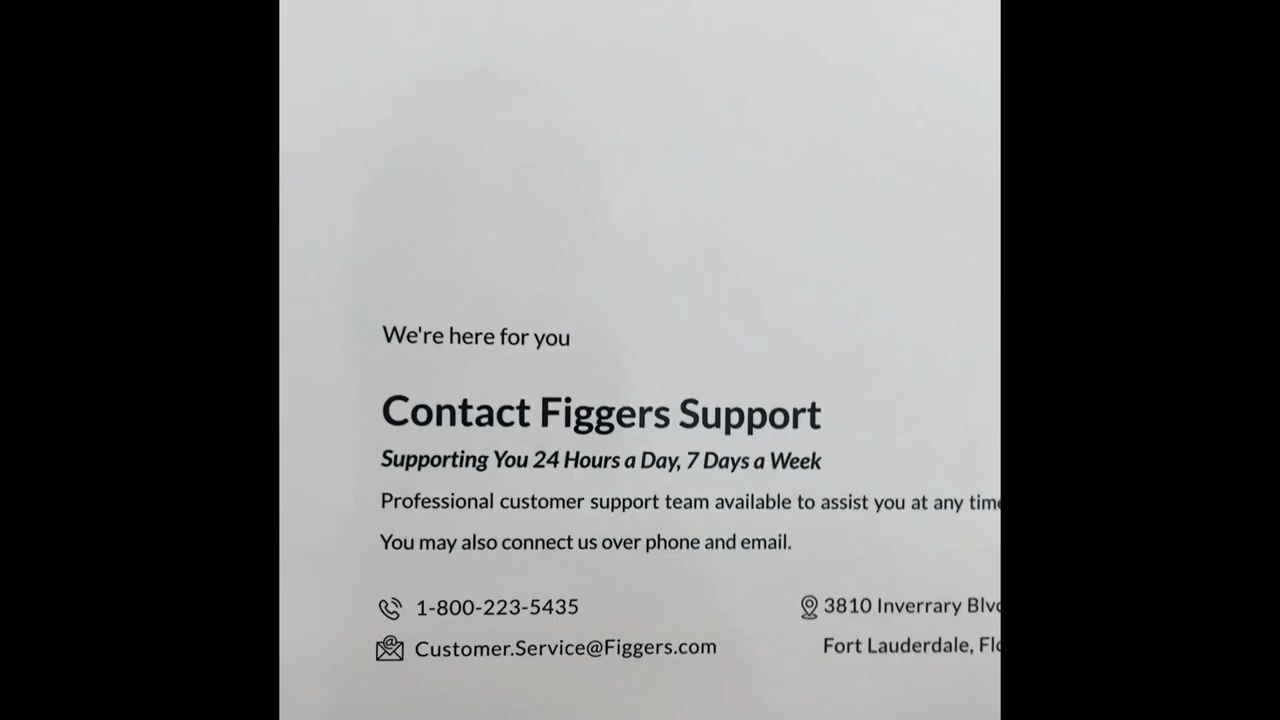 We're here for you
Contact Figgers Support
Supporting You 24 Hours a Day, 7 Days a Week
Professional customer support team available to assist you at any
You may also connect us over phone and email.
1-800-223-5435
3810 Inverrary
Customer.Service@Figgers.com
Fort Lauderdale,